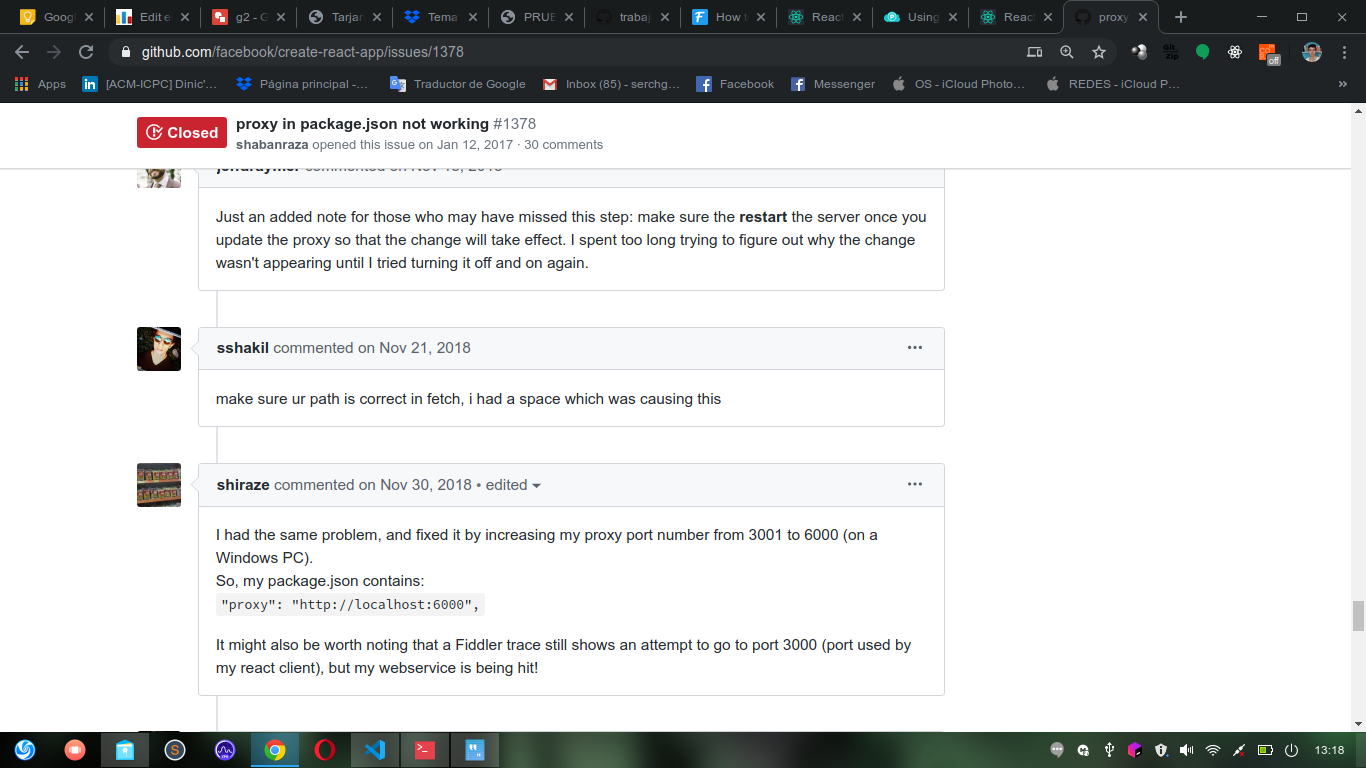 Googl
Edit e
g2 - G
Tarjan
Tema
PRUE
trabaj
How t
React
Using
React
proxy
github.com/facebook/create-react-app/issues/1378
off
Apps
[ACM-ICPC] Dinic'...
Página principal -...
Traductor de Google
Inbox (85) - serchg...
Facebook
Messenger
OS - iCloud Photo...
REDES - iCloud P...
»
Closed
proxy in package.json not working #1378
shabanraza opened this issue on Jan 12, 2017 · 30 comments
Just an added note for those who may have missed this step: make sure the restart the server once you
update the proxy so that the change will take effect. I spent too long trying to figure out why the change
wasn't appearing until I tried turning it off and on again.
sshakil commented on Nov 21, 2018
make sure ur path is correct in fetch, i had a space which was causing this
shiraze commented on Nov 30, 2018 • edited
I had the same problem, and fixed it by increasing my proxy port number from 3001 to 6000 (on a
Windows PC).
So, my package.json contains:
"proxy": "http://localhost:6000",
It might also be worth noting that a Fiddler trace still shows an attempt to go to port 3000 (port used by
my react client), but my webservice is being hit!
13:18